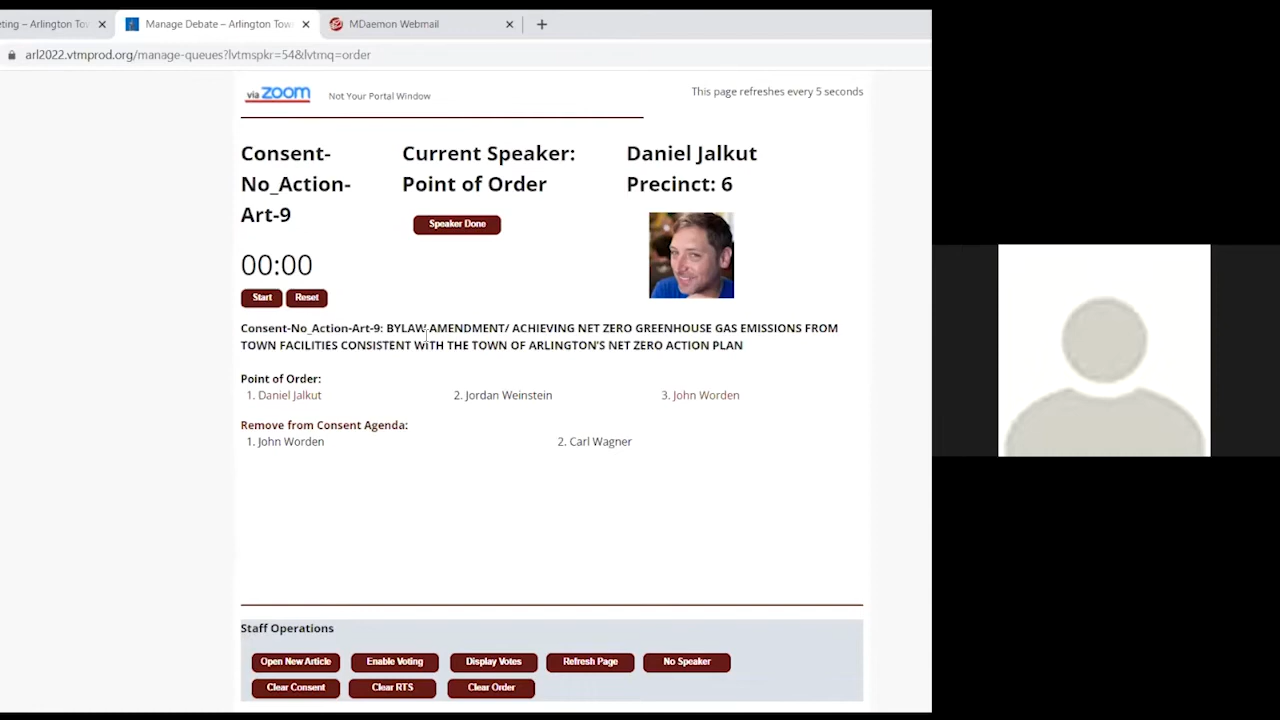 ting – Arlington To
Manage Debate – Arlington Tow
MDaemon Webmail
arl2022.vtmprod.org/manage-queues?lvtmspkr=54&lvtmq=order
via zoom
Not Your Portal Window
This page refreshes every 5 seconds
Consent-
No_Action-
Art-9
Current Speaker:
Point of Order
Daniel Jalkut
Precinct: 6
Speaker Done
00:00
Start
Reset
Consent-No_Action-Art-9: BYLAW AMENDMENT/ ACHIEVING NET ZERO GREENHOUSE GAS EMISSIONS FROM
TOWN FACILITIES CONSISTENT WITH THE TOWN OF ARLINGTON'S NET ZERO ACTION PLAN
Point of Order:
1. Daniel Jalkut
2. Jordan Weinstein
3. John Worden
Remove from Consent Agenda:
1. John Worden
2. Carl Wagner
Staff Operations
Open New Article
Enable Voting
Display Votes
Refresh Page
No Speaker
Clear Consent
Clear RTS
Clear Order